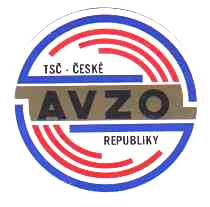 TSČ - ČESKÉ
AVZO
REPUBLIKY